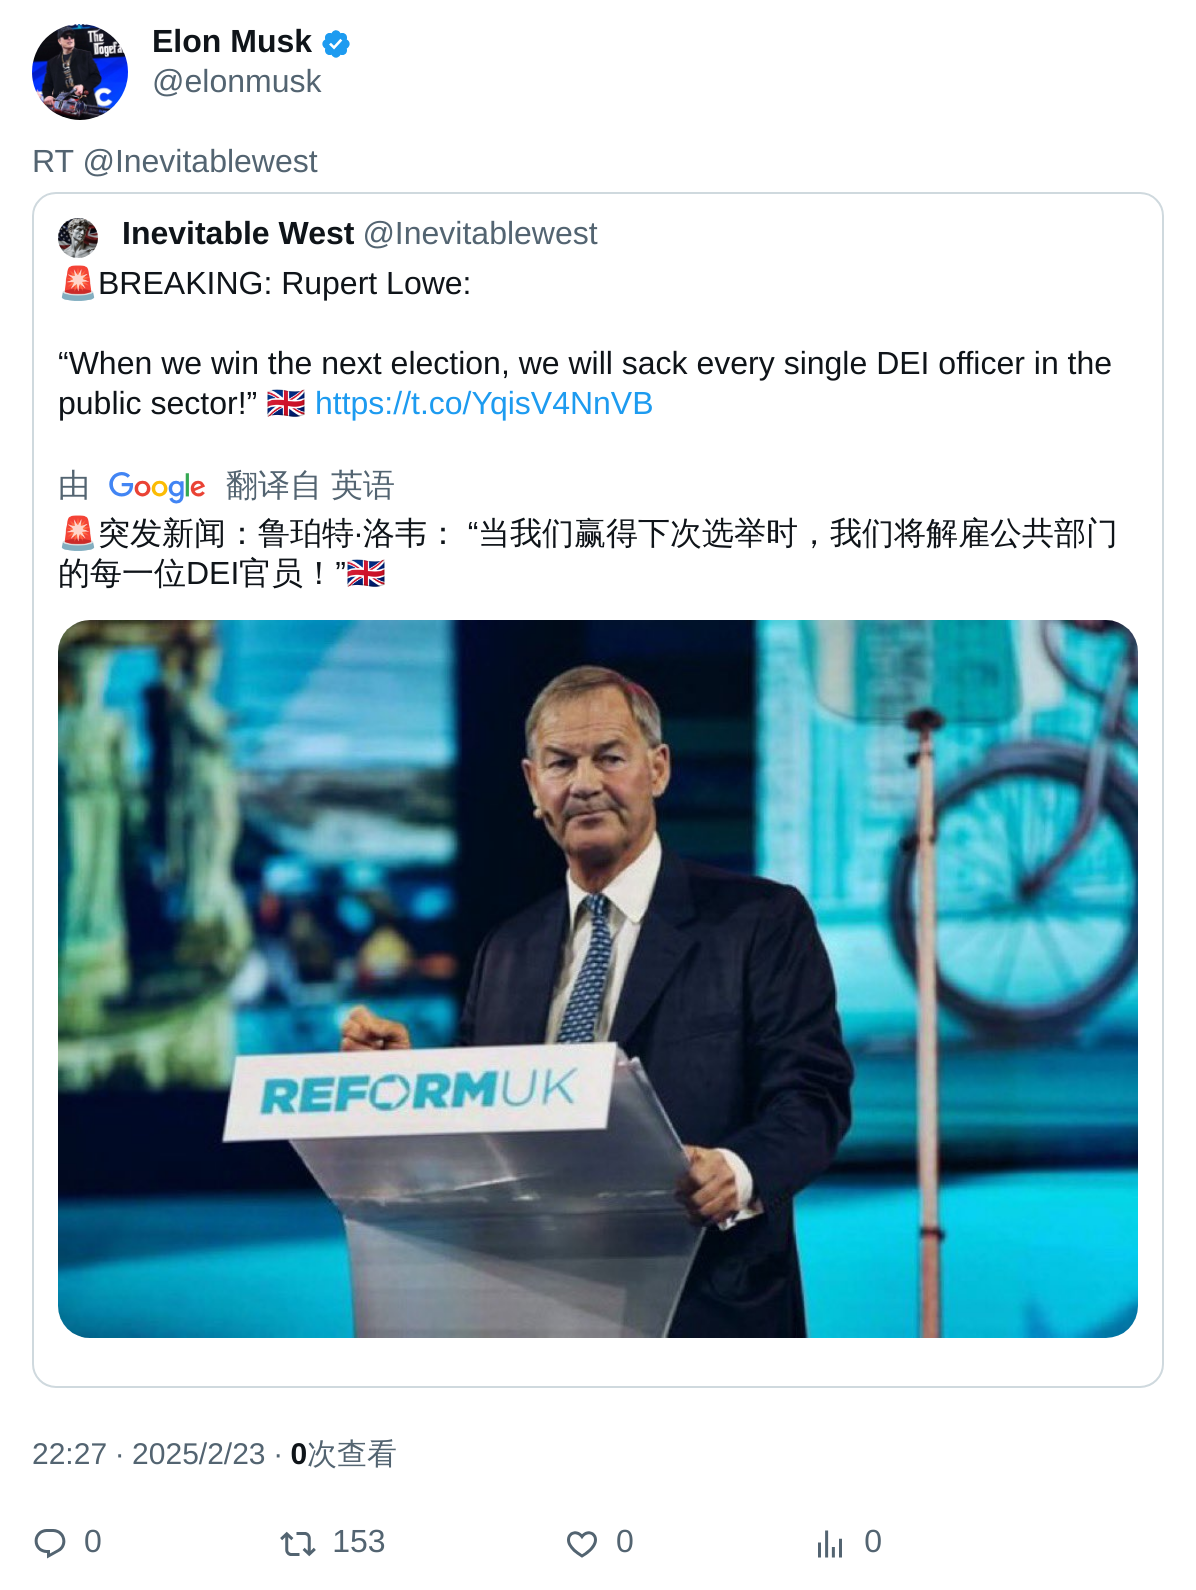 The
Dogefa
C
Elon Musk
@elonmusk
RT @Inevitablewest
Inevitable West @Inevitablewest
🚨BREAKING: Rupert Lowe:
“When we win the next election, we will sack every single DEI officer in the
public sector!” 🇬🇧 https://t.co/YqisV4NnVB
由 Google 翻译自 英语
🚨突发新闻：鲁珀特·洛韦： “当我们赢得下次选举时，我们将解雇公共部门
的每一位DEI官员！”🇬🇧
REFORMUK
22:27 · 2025/2/23 · 0次查看
0 153 0 0